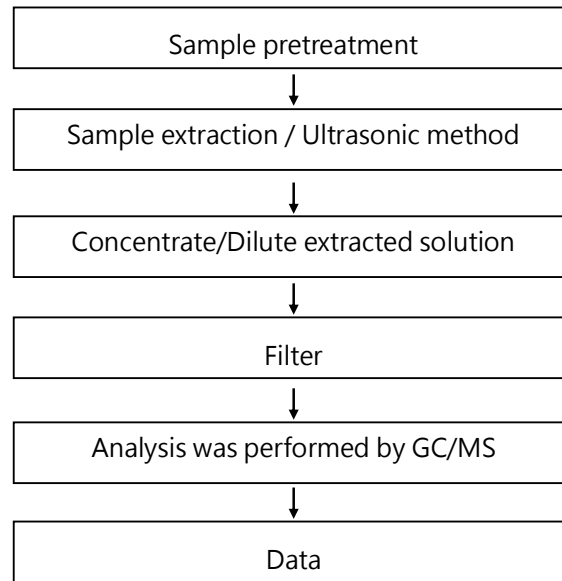 Sample pretreatment
Sample extraction / Ultrasonic method
Concentrate/Dilute extracted solution
Filter
Analysis was performed by GC/MS
Data